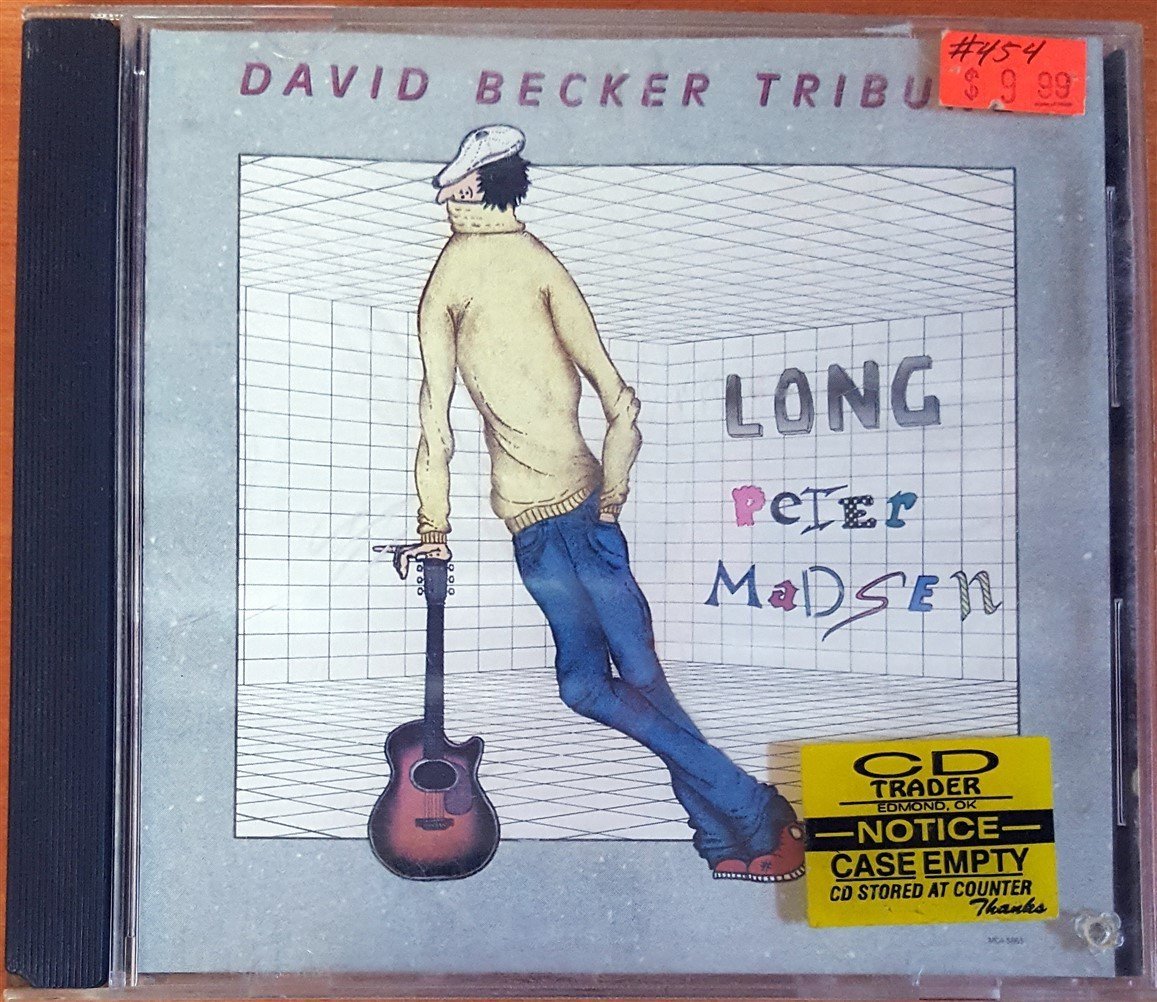 DAVID BECKER TRIBU
#454
$ 9.99
LONG
PETER
MaDSEN
CD
TRADER
EDMOND, OK
—NOTICE—
CASE EMPTY
CD STORED AT COUNTER
Thanks